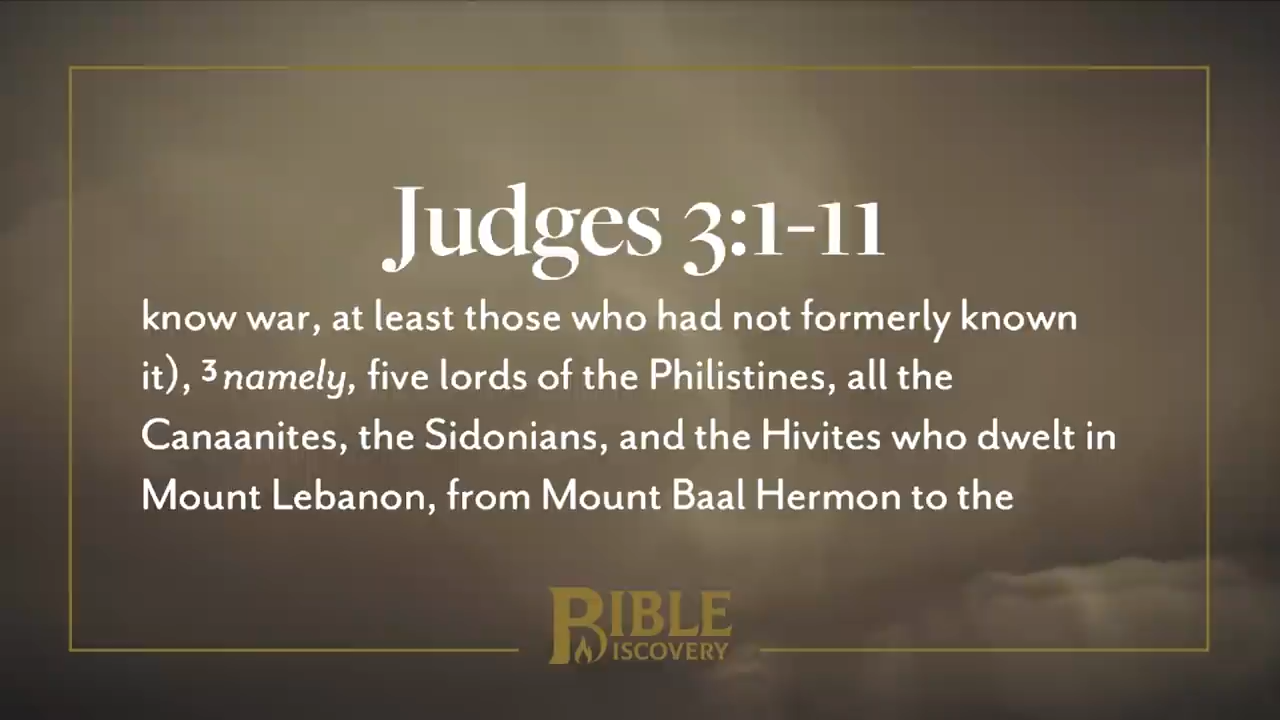 Judges 3:1-11
know war, at least those who had not formerly known
it), 3 namely, five lords of the Philistines, all the
Canaanites, the Sidonians, and the Hivites who dwelt in
Mount Lebanon, from Mount Baal Hermon to the
BIBLE
DISCOVERY